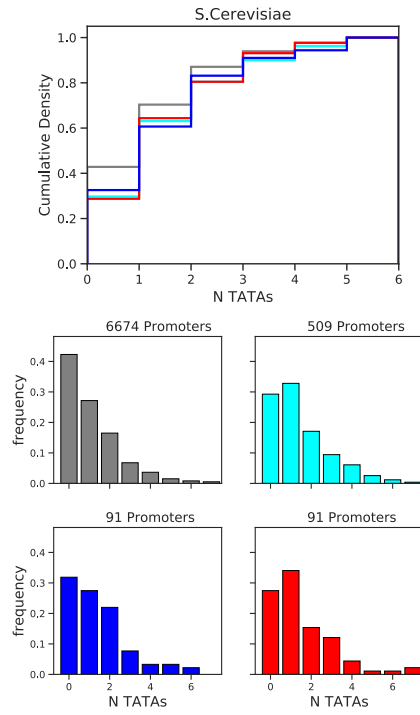 S.Cerevisiae
1.0
0.8
0.6
0.4
0.2
0.0
Cumulative Density
0 1 2 3 4 5 6
N TATAs
6674 Promoters 509 Promoters
0.4
0.3
0.2
0.1
0.0
frequency
91 Promoters 91 Promoters
0.4
0.3
0.2
0.1
0.0
frequency
0 2 4 6 0 2 4 6
N TATAs N TATAs